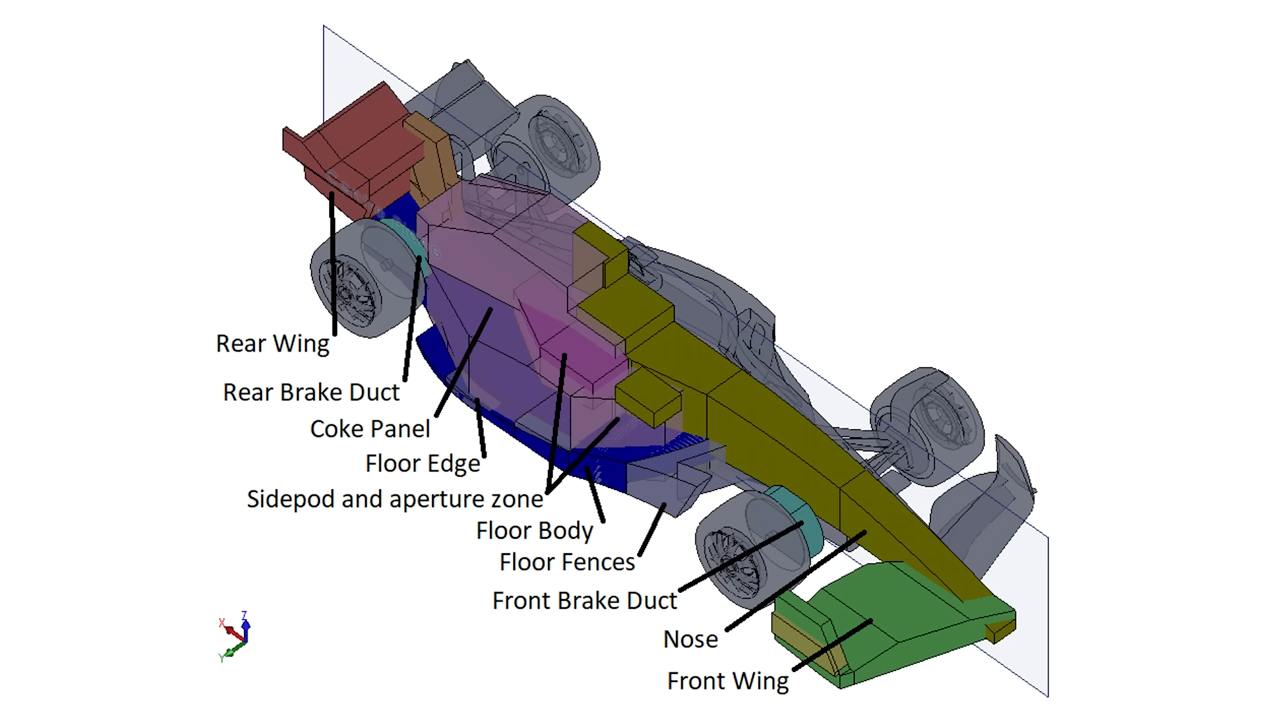 Rear Wing
Rear Brake Duct
Coke Panel
Floor Edge
Sidepod and aperture zone
Floor Body
Floor Fences
Front Brake Duct
Nose
Front Wing
Z
X
Y